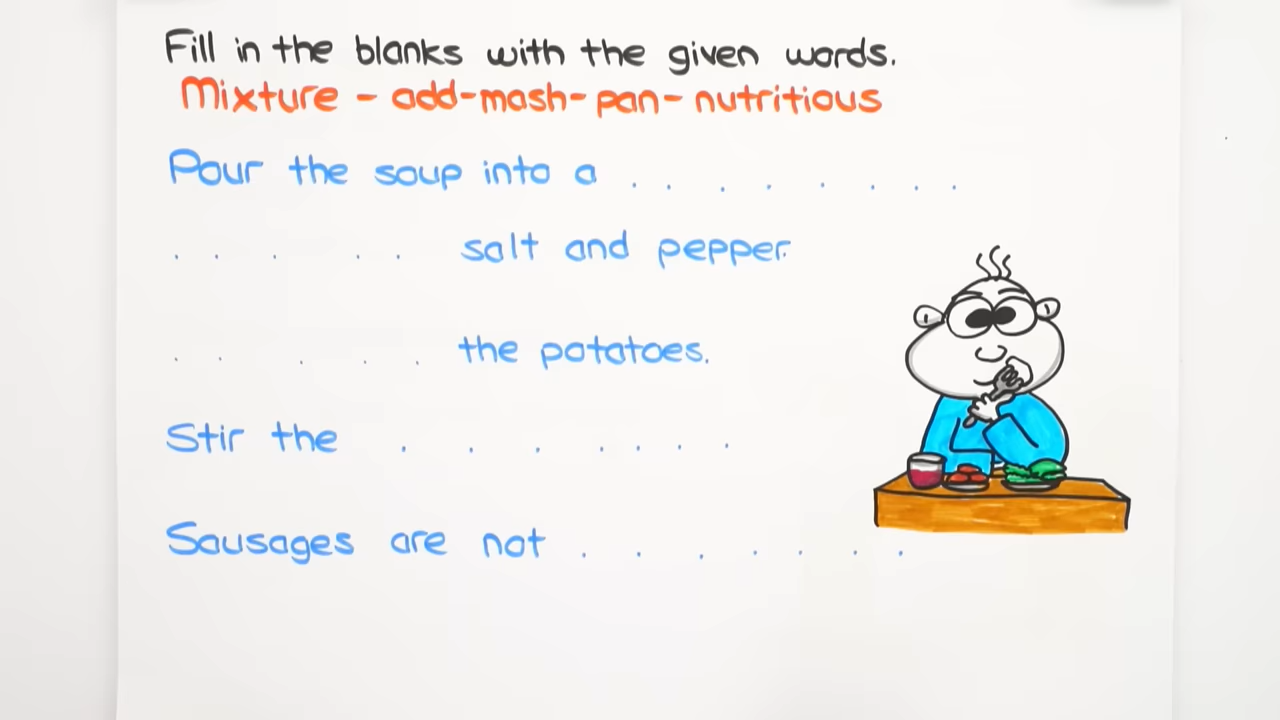 Fill in the blanks with the given words.
Mixture - add-mash-pan- nutritious
Pour the soup into a . . . . . . . .
. . . . . salt and pepper.
. . . . . the potatoes.
Stir the . . . . . . .
Sausages are not . . . . . . .